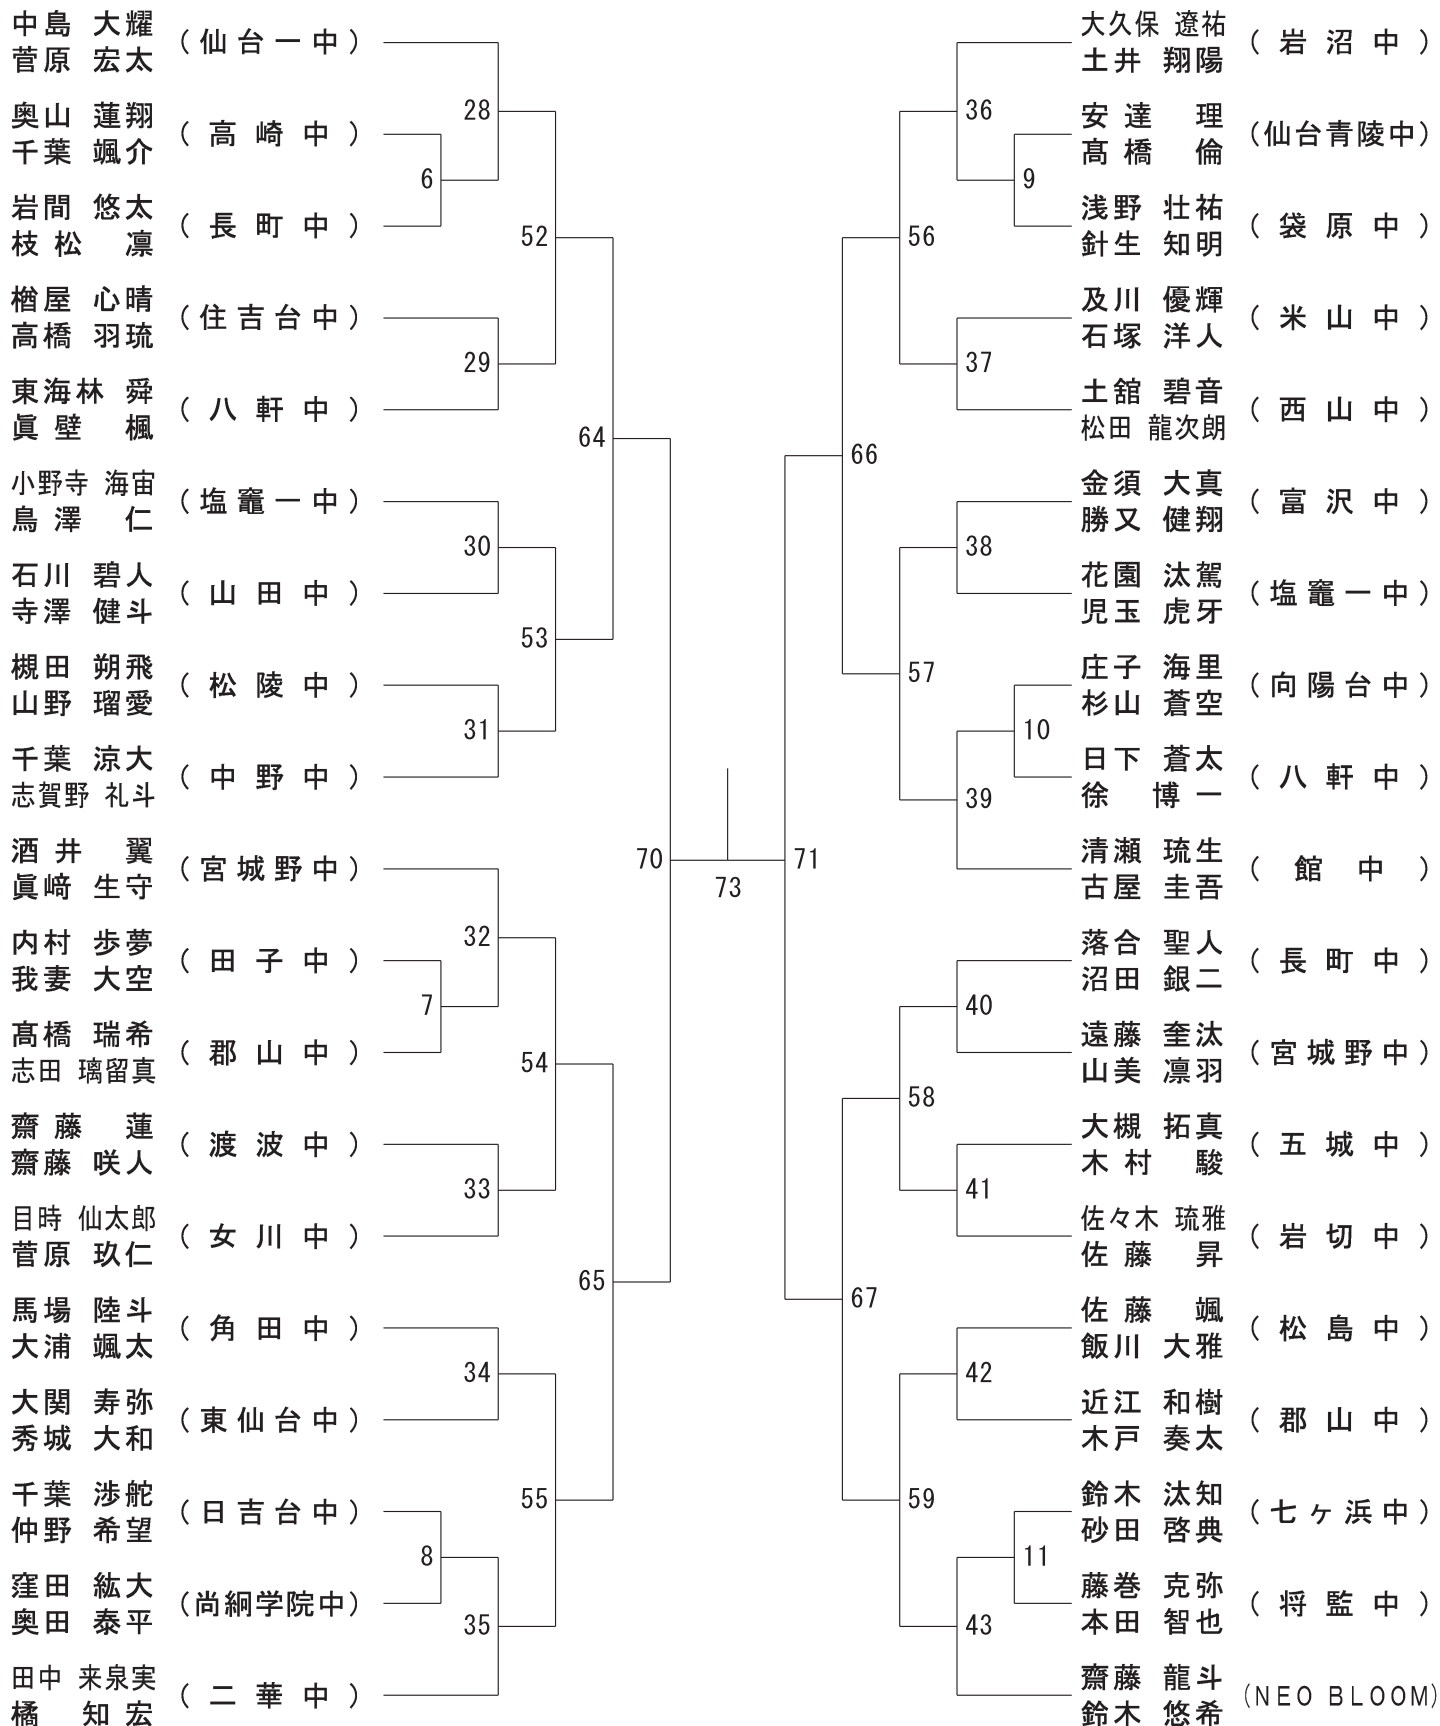 中島 大耀
菅原 宏太
(仙台一中)
奥山 蓮翔
千葉 颯介
(高崎中)
岩間 悠太
枝松 凛
(長町中)
楢屋 心晴
高橋 羽琉
(住吉台中)
東海林 舜
眞壁 楓
(八軒中)
小野寺 海宙
鳥澤 仁
(塩竈一中)
石川 碧人
寺澤 健斗
(山田中)
槻田 朔飛
山野 瑠愛
(松陵中)
千葉 涼大
志賀野 礼斗
(中野中)
酒井 翼
眞﨑 生守
(宮城野中)
内村 歩夢
我妻 大空
(田子中)
髙橋 瑞希
志田 璃留真
(郡山中)
齋藤 蓮
齋藤 咲人
(渡波中)
目時 仙太郎
菅原 玖仁
(女川中)
馬場 陸斗
大浦 颯太
(角田中)
大関 寿弥
秀城 大和
(東仙台中)
千葉 渉舵
仲野 希望
(日吉台中)
窪田 紘大
奥田 泰平
(尚絅学院中)
田中 来泉実
橘 知宏
(二華中)
6
7
8
28
29
30
31
32
33
34
35
52
53
54
55
64
65
70
73
71
66
67
56
57
58
59
36
37
38
39
40
41
42
43
9
10
11
大久保 遼祐
土井 翔陽
(岩沼中)
安達 理
髙橋 倫
(仙台青陵中)
浅野 壮祐
針生 知明
(袋原中)
及川 優輝
石塚 洋人
(米山中)
土舘 碧音
松田 龍次朗
(西山中)
金須 大真
勝又 健翔
(富沢中)
花園 汰駕
児玉 虎牙
(塩竈一中)
庄子 海里
杉山 蒼空
(向陽台中)
日下 蒼太
徐 博一
(八軒中)
清瀬 琉生
古屋 圭吾
(館中)
落合 聖人
沼田 銀二
(長町中)
遠藤 奎汰
山美 凛羽
(宮城野中)
大槻 拓真
木村 駿
(五城中)
佐々木 琉雅
佐藤 昇
(岩切中)
佐藤 颯
飯川 大雅
(松島中)
近江 和樹
木戸 奏太
(郡山中)
鈴木 汰知
砂田 啓典
(七ヶ浜中)
藤巻 克弥
本田 智也
(将監中)
齋藤 龍斗
鈴木 悠希
(NEO BLOOM)